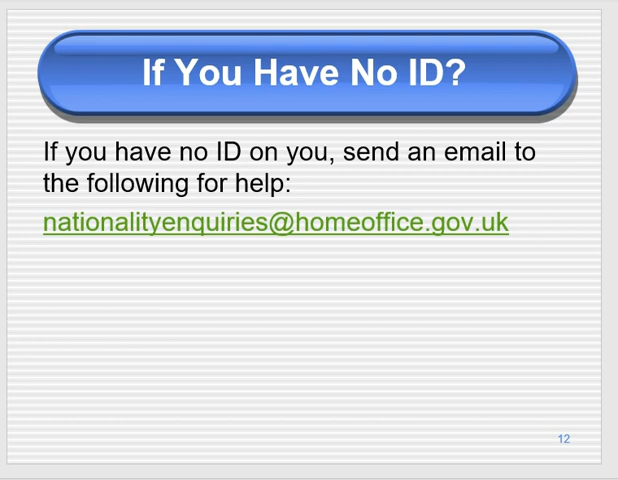 If You Have No ID?
If you have no ID on you, send an email to
the following for help:
nationalityenquiries@homeoffice.gov.uk
12